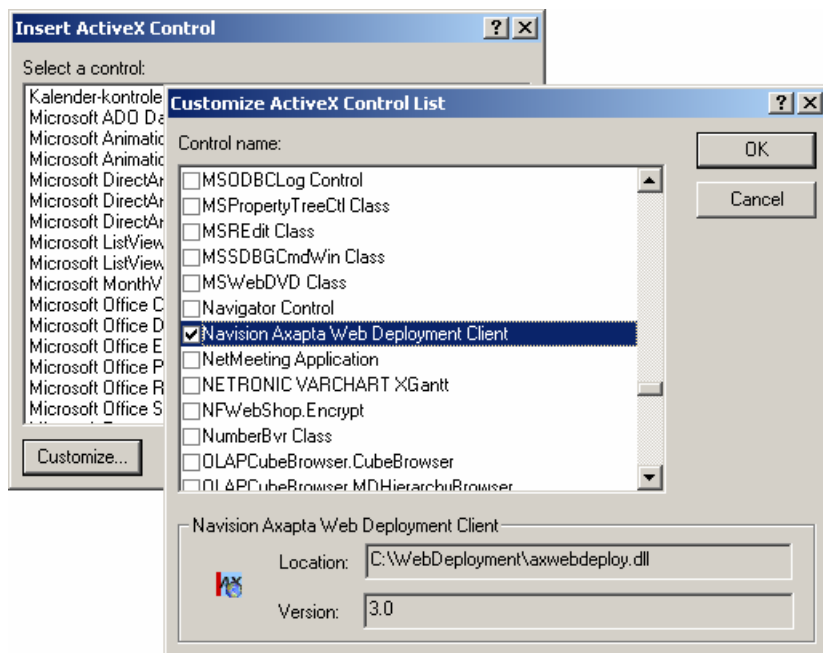 Insert ActiveX Control
Select a control:
Kalender-kontrole
Microsoft ADO Da
Microsoft Animatic
Microsoft Animatic
Microsoft DirectAr
Microsoft DirectAr
Microsoft DirectAr
Microsoft ListView
Microsoft ListView
Microsoft MonthV
Microsoft Office C
Microsoft Office D
Microsoft Office E
Microsoft Office P
Microsoft Office R
Microsoft Office S
Customize...
Customize ActiveX Control List
Control name:
MSODBCLog Control
MSPropertyTreeCtl Class
MSREdit Class
MSSDBGCmdWin Class
MSWebDVD Class
Navigator Control
Navision Axapta Web Deployment Client
NetMeeting Application
NETRONIC VARCHART XGantt
NFWebShop.Encrypt
NumberBvr Class
OLAPCubeBrowser.CubeBrowser
OLAPCubeBrowser.MDHierarchyBrowser
OK
Cancel
Navision Axapta Web Deployment Client
Location: C:\WebDeployment\axwebdeploy.dll
Version: 3.0